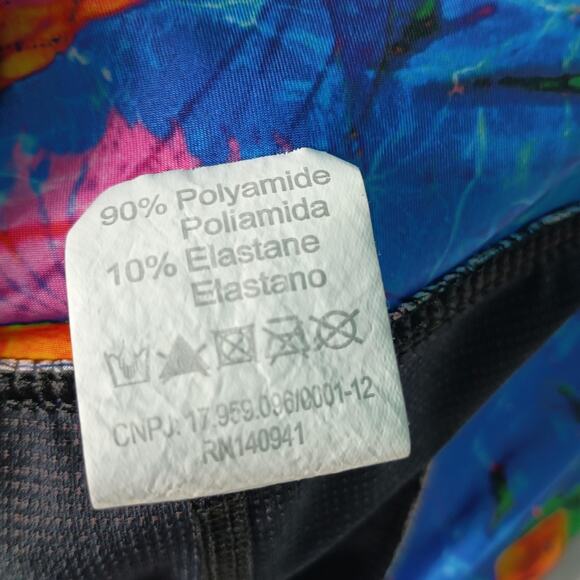 90% Polyamide
Poliamida
10% Elastane
Elastano
CNPJ: 17.959.096/0001-12
RN140941